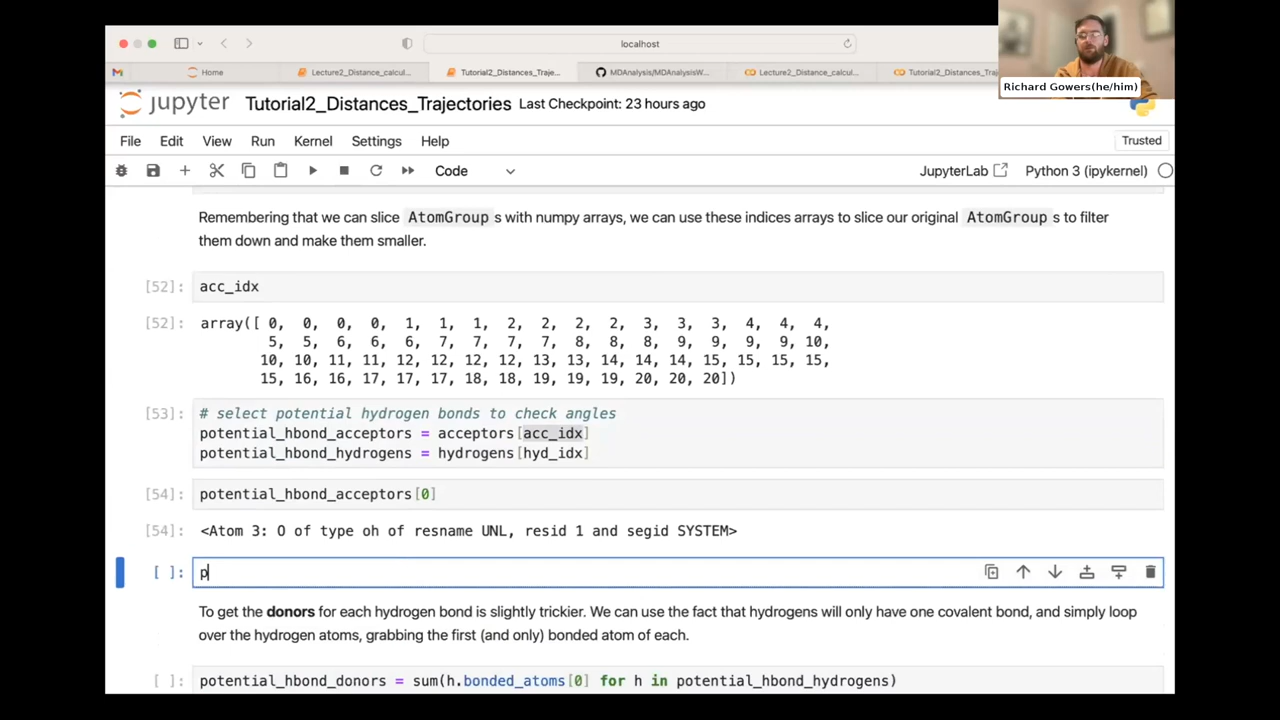 localhost
Home
Lecture2_Distance_calcul...
Tutorial2_Distances_Traje...
MDAnalysis/MDAnalysisW...
Lecture2_Distance_calcu...
Tutorial2_Distances_Tra
Richard Gowers(he/him)
jupyter Tutorial2_Distances_Trajectories Last Checkpoint: 23 hours ago
File Edit View Run Kernel Settings Help Trusted
Code JupyterLab Python 3 (ipykernel)
Remembering that we can slice AtomGroup s with numpy arrays, we can use these indices arrays to slice our original AtomGroup s to filter
them down and make them smaller.
[52]: acc_idx
[52]: array([ 0, 0, 0, 0, 1, 1, 1, 2, 2, 2, 2, 3, 3, 3, 4, 4, 4,
5, 5, 6, 6, 6, 7, 7, 7, 7, 8, 8, 8, 9, 9, 9, 9, 10,
10, 10, 11, 11, 12, 12, 12, 12, 13, 13, 14, 14, 14, 15, 15, 15, 15,
15, 16, 16, 17, 17, 17, 18, 18, 19, 19, 19, 20, 20, 20])
[53]: # select potential hydrogen bonds to check angles
potential_hbond_acceptors = acceptors[acc_idx]
potential_hbond_hydrogens = hydrogens[hyd_idx]
[54]: potential_hbond_acceptors[0]
[54]: <Atom 3: O of type oh of resname UNL, resid 1 and segid SYSTEM>
[ ]: p
To get the donors for each hydrogen bond is slightly trickier. We can use the fact that hydrogens will only have one covalent bond, and simply loop
over the hydrogen atoms, grabbing the first (and only) bonded atom of each.
[ ]: potential_hbond_donors = sum(h.bonded_atoms[0] for h in potential_hbond_hydrogens)